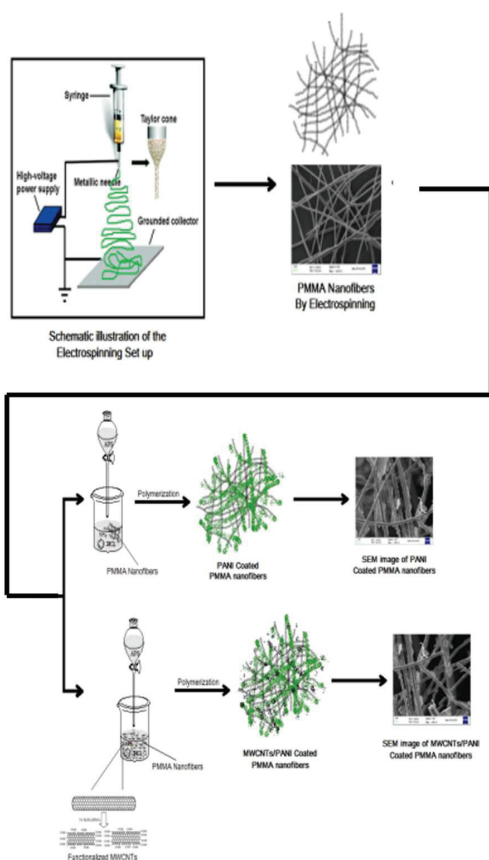 Syringe
Taylor cone
High-voltage
power supply
Metallic needle
Grounded collector
Schematic illustration of the
Electrospinning Set up
PMMA Nanofibers
By Electrospinning
APS
PMMA Nanofibers
Polymerization
PANI Coated
PMMA nanofibers
SEM image of PANI
Coated PMMA nanofibers
APS
PMMA Nanofibers
Polymerization
MWCNTs/PANI Coated
PMMA nanofibers
SEM image of MWCNTs/PANI
Coated PMMA nanofibers
Functionalized MWCNTs